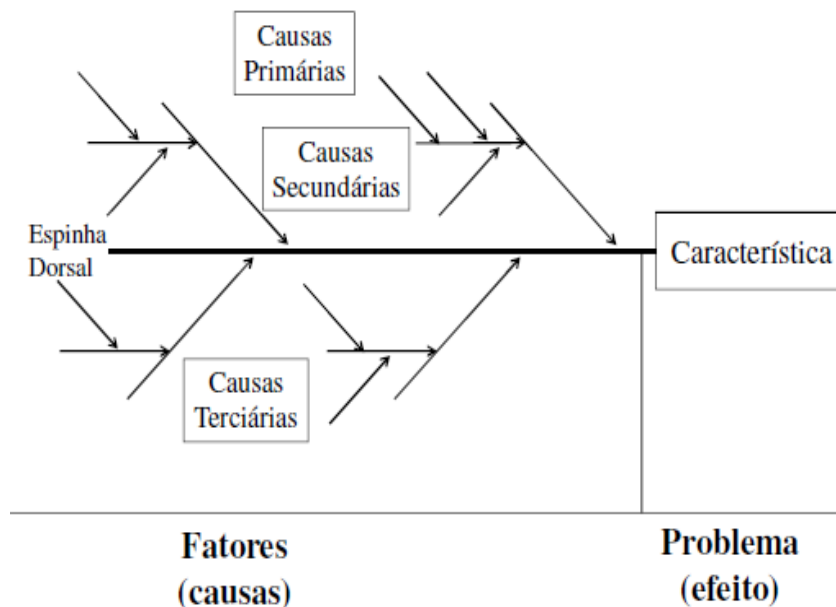 Causas
Primárias
Causas
Secundárias
Espinha
Dorsal
Característica
Causas
Terciárias
Fatores
(causas)
Problema
(efeito)